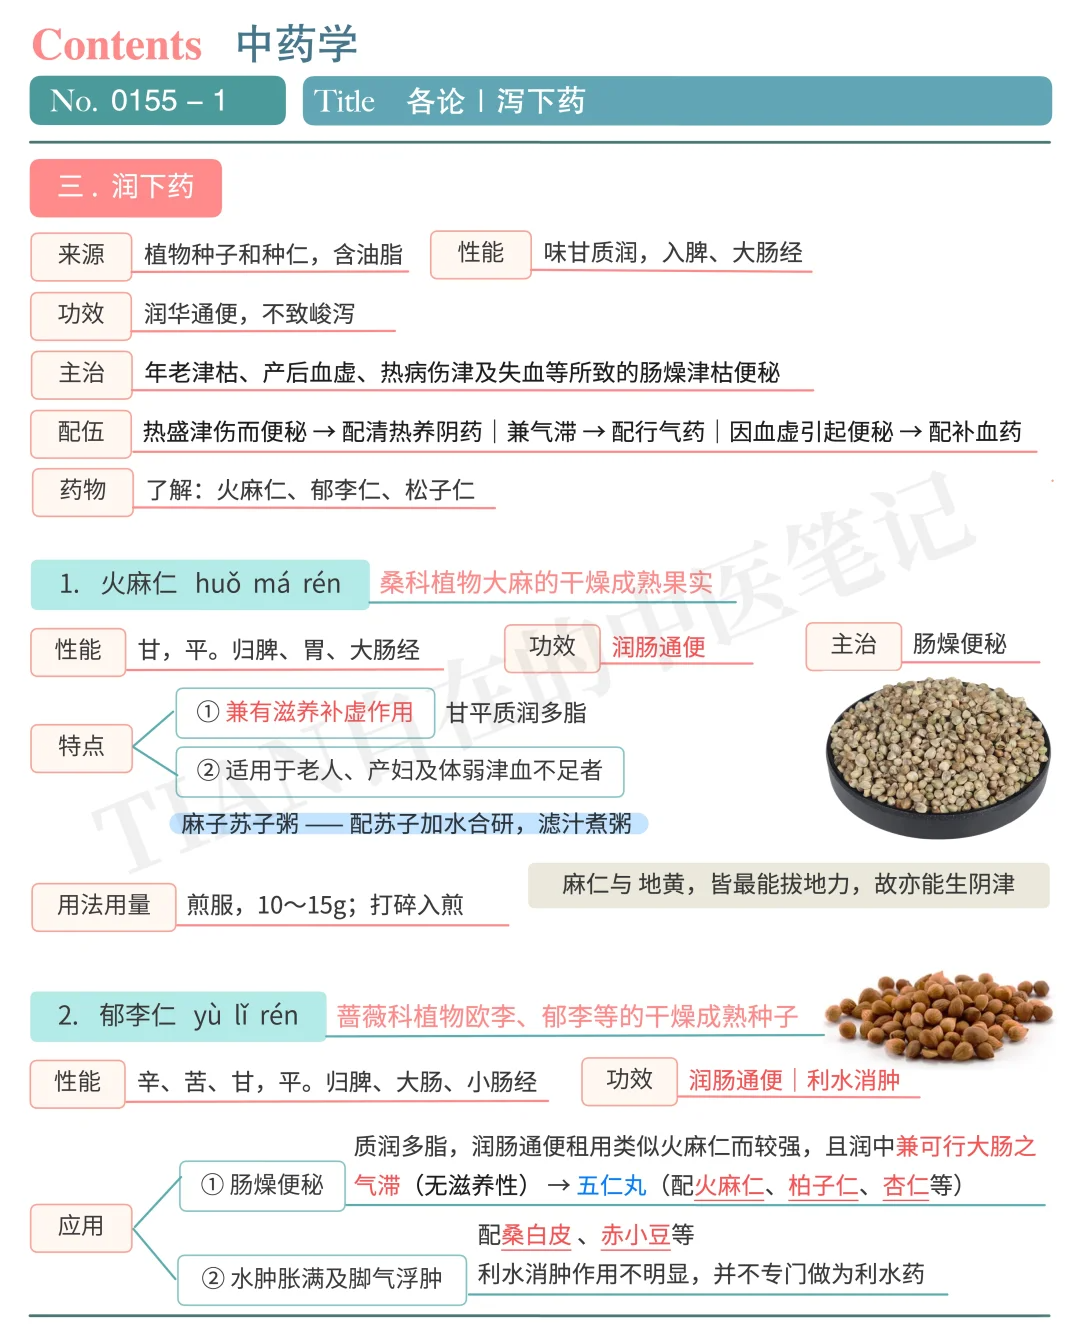 Contents 中药学
No. 0155 – 1
Title 各论 | 泻下药
三 . 润下药
来源 植物种子和种仁，含油脂
性能 味甘质润，入脾、大肠经
功效 润华通便，不致峻泻
主治 年老津枯、产后血虚、热病伤津及失血等所致的肠燥津枯便秘
配伍 热盛津伤而便秘 → 配清热养阴药｜兼气滞 → 配行气药｜因血虚引起便秘 → 配补血药
药物 了解：火麻仁、郁李仁、松子仁
1. 火麻仁 huǒ má rén 桑科植物大麻的干燥成熟果实
性能 甘，平。归脾、胃、大肠经
功效 润肠通便
主治 肠燥便秘
特点
① 兼有滋养补虚作用 甘平质润多脂
② 适用于老人、产妇及体弱津血不足者
麻子苏子粥 —— 配苏子加水合研，滤汁煮粥
麻仁与 地黄，皆最能拔地力，故亦能生阴津
用法用量 煎服，10～15g；打碎入煎
2. 郁李仁 yù lǐ rén 蔷薇科植物欧李、郁李等的干燥成熟种子
性能 辛、苦、甘，平。归脾、大肠、小肠经
功效 润肠通便｜利水消肿
应用
① 肠燥便秘
质润多脂，润肠通便租用类似火麻仁而较强，且润中兼可行大肠之
气滞（无滋养性） → 五仁丸（配火麻仁、柏子仁、杏仁等）
配桑白皮 、赤小豆等
② 水肿胀满及脚气浮肿
利水消肿作用不明显，并不专门做为利水药
TIAN自在的中医笔记